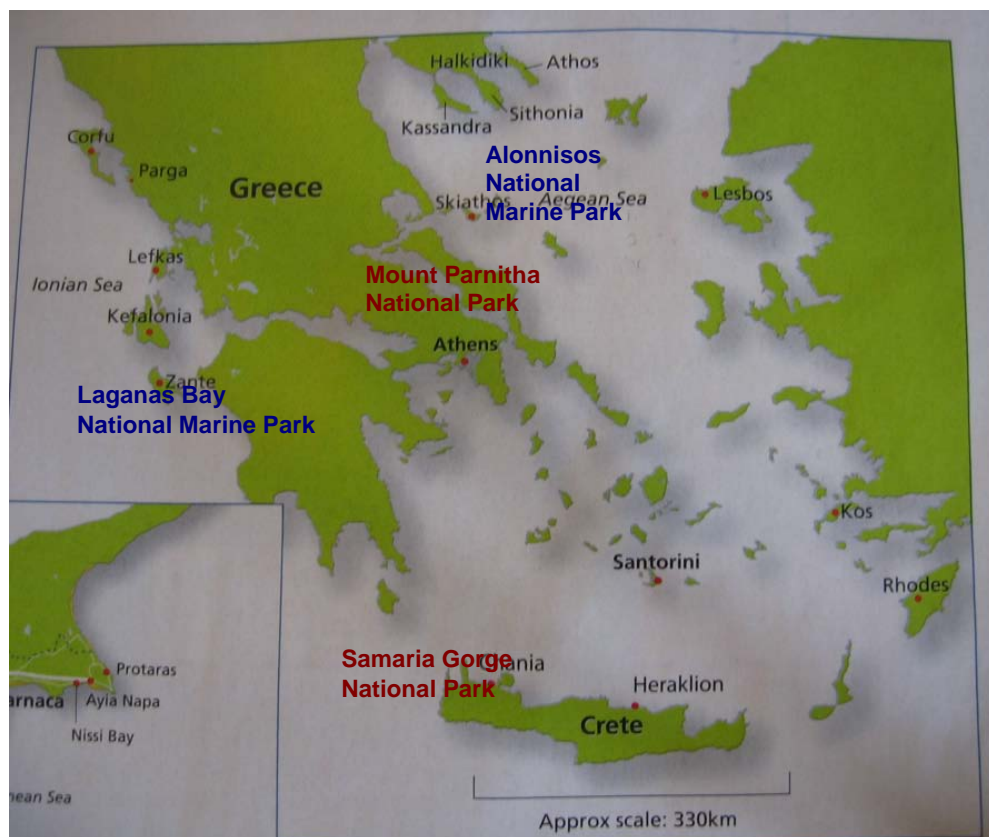 Halkidiki
Athos
Sithonia
Kassandra
Corfu
Parga
Greece
Alonnisos
National
Marine Park
Skiathos
Aegean Sea
Lesbos
Lefkas
Ionian Sea
Mount Parnitha
National Park
Kefalonia
Athens
Zante
Laganas Bay
National Marine Park
Kos
Santorini
Rhodes
Samaria Gorge
National Park
Chania
Heraklion
Crete
Protaras
arnaca
Ayia Napa
Nissi Bay
nean Sea
Approx scale: 330km